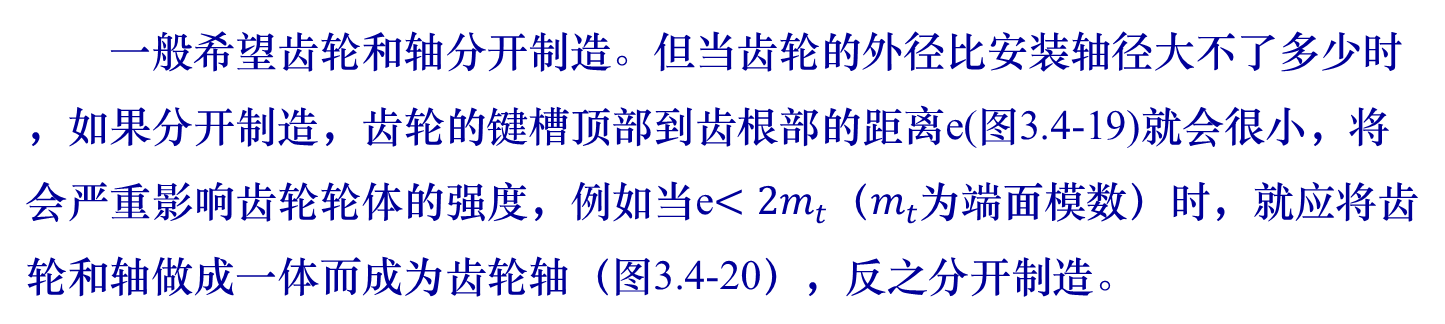 一般希望齿轮和轴分开制造。但当齿轮的外径比安装轴径大不了多少时
，如果分开制造，齿轮的键槽顶部到齿根部的距离e(图3.4-19)就会很小，将
会严重影响齿轮轮体的强度，例如当e< 2mₜ（mₜ为端面模数）时，就应将齿
轮和轴做成一体而成为齿轮轴（图3.4-20），反之分开制造。